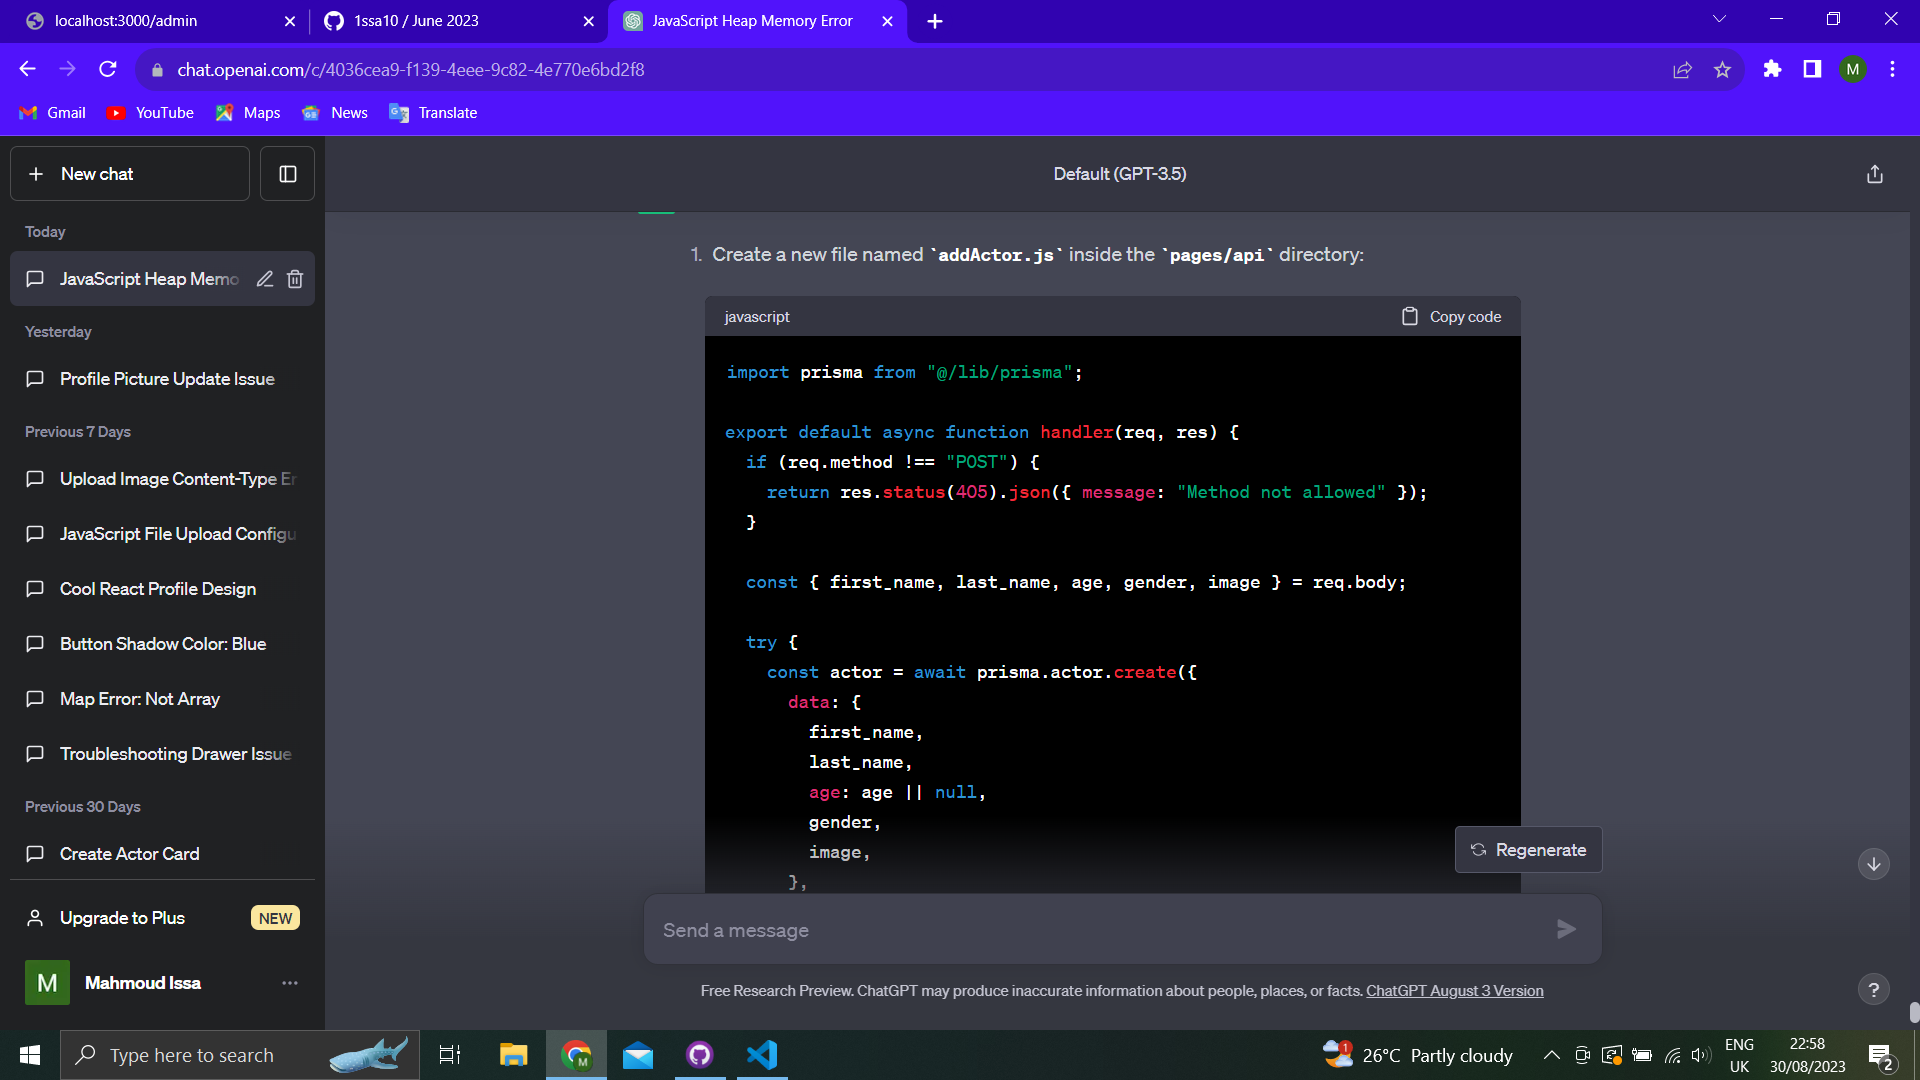 localhost:3000/admin
1ssa10 / June 2023
JavaScript Heap Memory Error
chat.openai.com/c/4036cea9-f139-4eee-9c82-4e770e6bd2f8
M
Gmail
YouTube
Maps
News
Translate
New chat
Default (GPT-3.5)
Today
JavaScript Heap Memo
Yesterday
Profile Picture Update Issue
Previous 7 Days
Upload Image Content-Type Er
JavaScript File Upload Configu
Cool React Profile Design
Button Shadow Color: Blue
Map Error: Not Array
Troubleshooting Drawer Issue
Previous 30 Days
Create Actor Card
Upgrade to Plus
NEW
M
Mahmoud Issa
1. Create a new file named `addActor.js` inside the `pages/api` directory:
javascript
Copy code
import prisma from "@/lib/prisma";
export default async function handler(req, res) {
if (req.method !== "POST") {
return res.status(405).json({ message: "Method not allowed" });
}
const { first_name, last_name, age, gender, image } = req.body;
try {
const actor = await prisma.actor.create({
data: {
first_name,
last_name,
age: age || null,
gender,
image,
},
Regenerate
Send a message
Free Research Preview. ChatGPT may produce inaccurate information about people, places, or facts. ChatGPT August 3 Version
?
Type here to search
M
1
26°C Partly cloudy
ENG
UK
22:58
30/08/2023
2